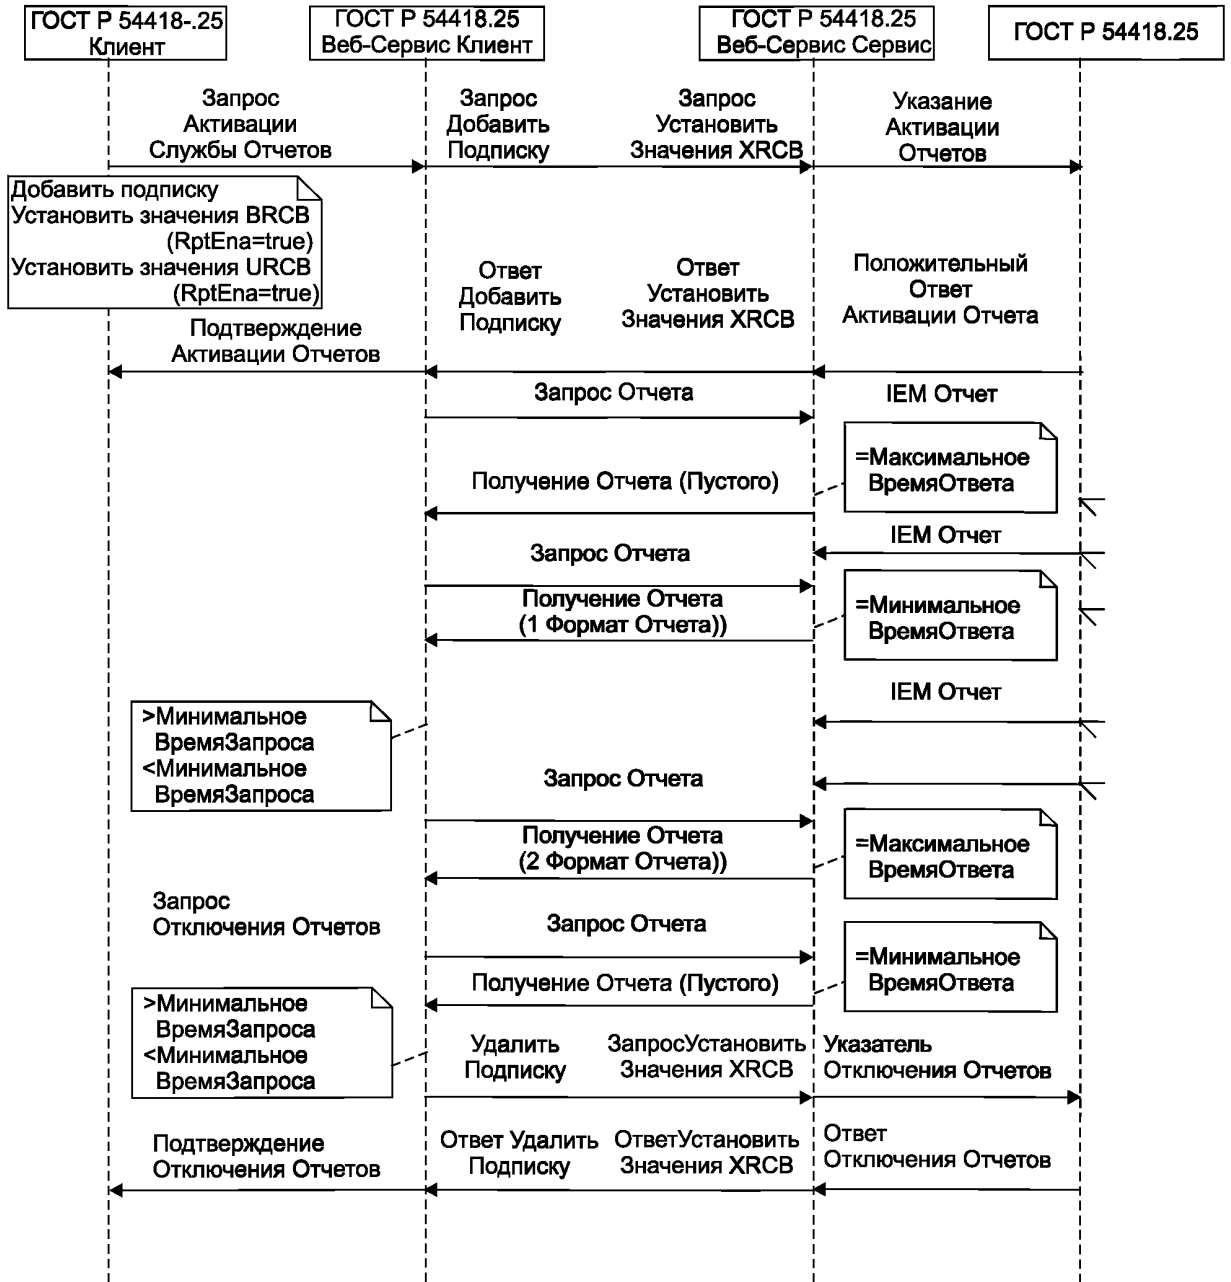 ГОСТ Р 54418-.25
Клиент
ГОСТ Р 54418.25
Веб-Сервис Клиент
ГОСТ Р 54418.25
Веб-Сервис Сервис
ГОСТ Р 54418.25
Запрос
Активации
Службы Отчетов
Запрос
Добавить
Подписку
Запрос
Установить
Значения XRCB
Указание
Активации
Отчетов
Добавить подписку
Установить значения BRCB
(RptEna=true)
Установить значения URCB
(RptEna=true)
Подтверждение
Активации Отчетов
Ответ
Добавить
Подписку
Ответ
Установить
Значения XRCB
Положительный
Ответ
Активации Отчета
Запрос Отчета
IEM Отчет
=Максимальное
ВремяОтвета
Получение Отчета (Пустого)
IEM Отчет
Запрос Отчета
Получение Отчета
(1 Формат Отчета))
=Минимальное
ВремяОтвета
IEM Отчет
>Минимальное
ВремяЗапроса
<Минимальное
ВремяЗапроса
Запрос Отчета
Получение Отчета
(2 Формат Отчета))
=Максимальное
ВремяОтвета
Запрос
Отключения Отчетов
Запрос Отчета
=Минимальное
ВремяОтвета
Получение Отчета (Пустого)
>Минимальное
ВремяЗапроса
<Минимальное
ВремяЗапроса
Удалить
Подписку
ЗапросУстановить
Значения XRCB
Указатель
Отключения Отчетов
Подтверждение
Отключения Отчетов
Ответ Удалить
Подписку
ОтветУстановить
Значения XRCB
Ответ
Отключения Отчетов